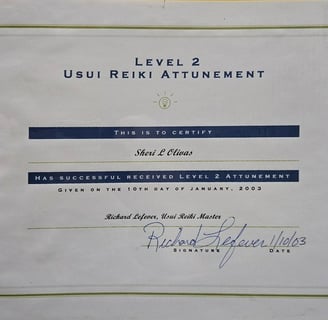 Level 2
Usui Reiki Attunement
This is to certify
Sheri L Olivas
Has successful received Level 2 Attunement
Given on the 10th day of January, 2003
Richard Lefever, Usui Reiki Master
Richard Lefever 1/10/03
Signature Date